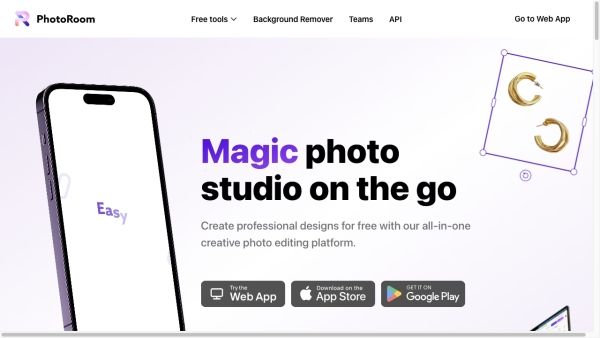 PhotoRoom
Free tools
Background Remover
Teams
API
Go to Web App
Easy
Magic photo
studio on the go
Create professional designs for free with our all-in-one
creative photo editing platform.
Try the
Web App
Download on the
App Store
GET IT ON
Google Play